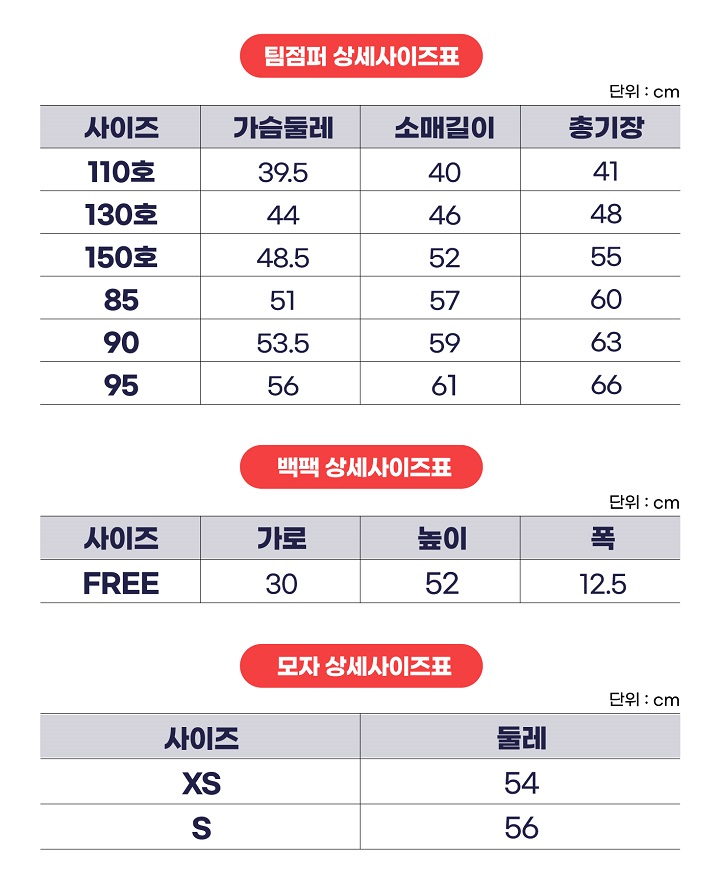 팀점퍼 상세사이즈표
단위 : cm
사이즈 가슴둘레 소매길이 총기장
110호 39.5 40 41
130호 44 46 48
150호 48.5 52 55
85 51 57 60
90 53.5 59 63
95 56 61 66
백팩 상세사이즈표
단위 : cm
사이즈 가로 높이 폭
FREE 30 52 12.5
모자 상세사이즈표
단위 : cm
사이즈 둘레
XS 54
S 56